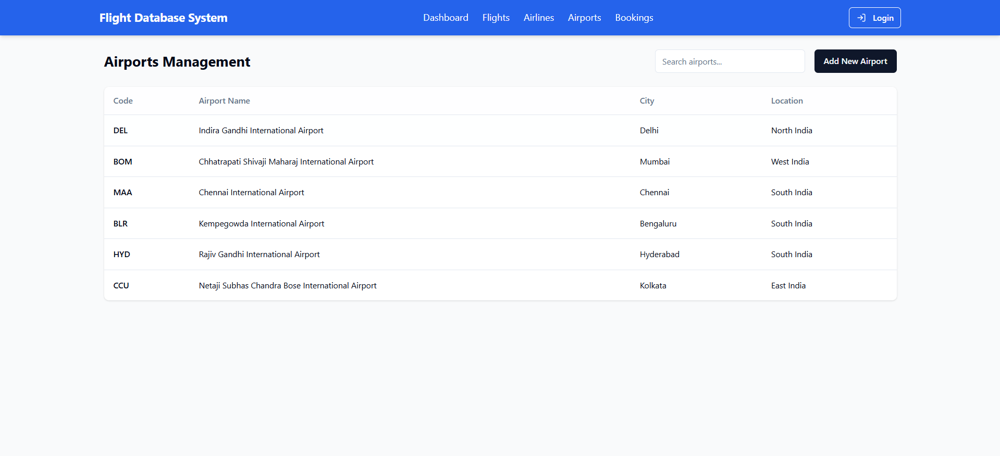 Flight Database System Dashboard Flights Airlines Airports Bookings Login
Airports Management Search airports... Add New Airport
Code Airport Name City Location
DEL Indira Gandhi International Airport Delhi North India
BOM Chhatrapati Shivaji Maharaj International Airport Mumbai West India
MAA Chennai International Airport Chennai South India
BLR Kempegowda International Airport Bengaluru South India
HYD Rajiv Gandhi International Airport Hyderabad South India
CCU Netaji Subhas Chandra Bose International Airport Kolkata East India